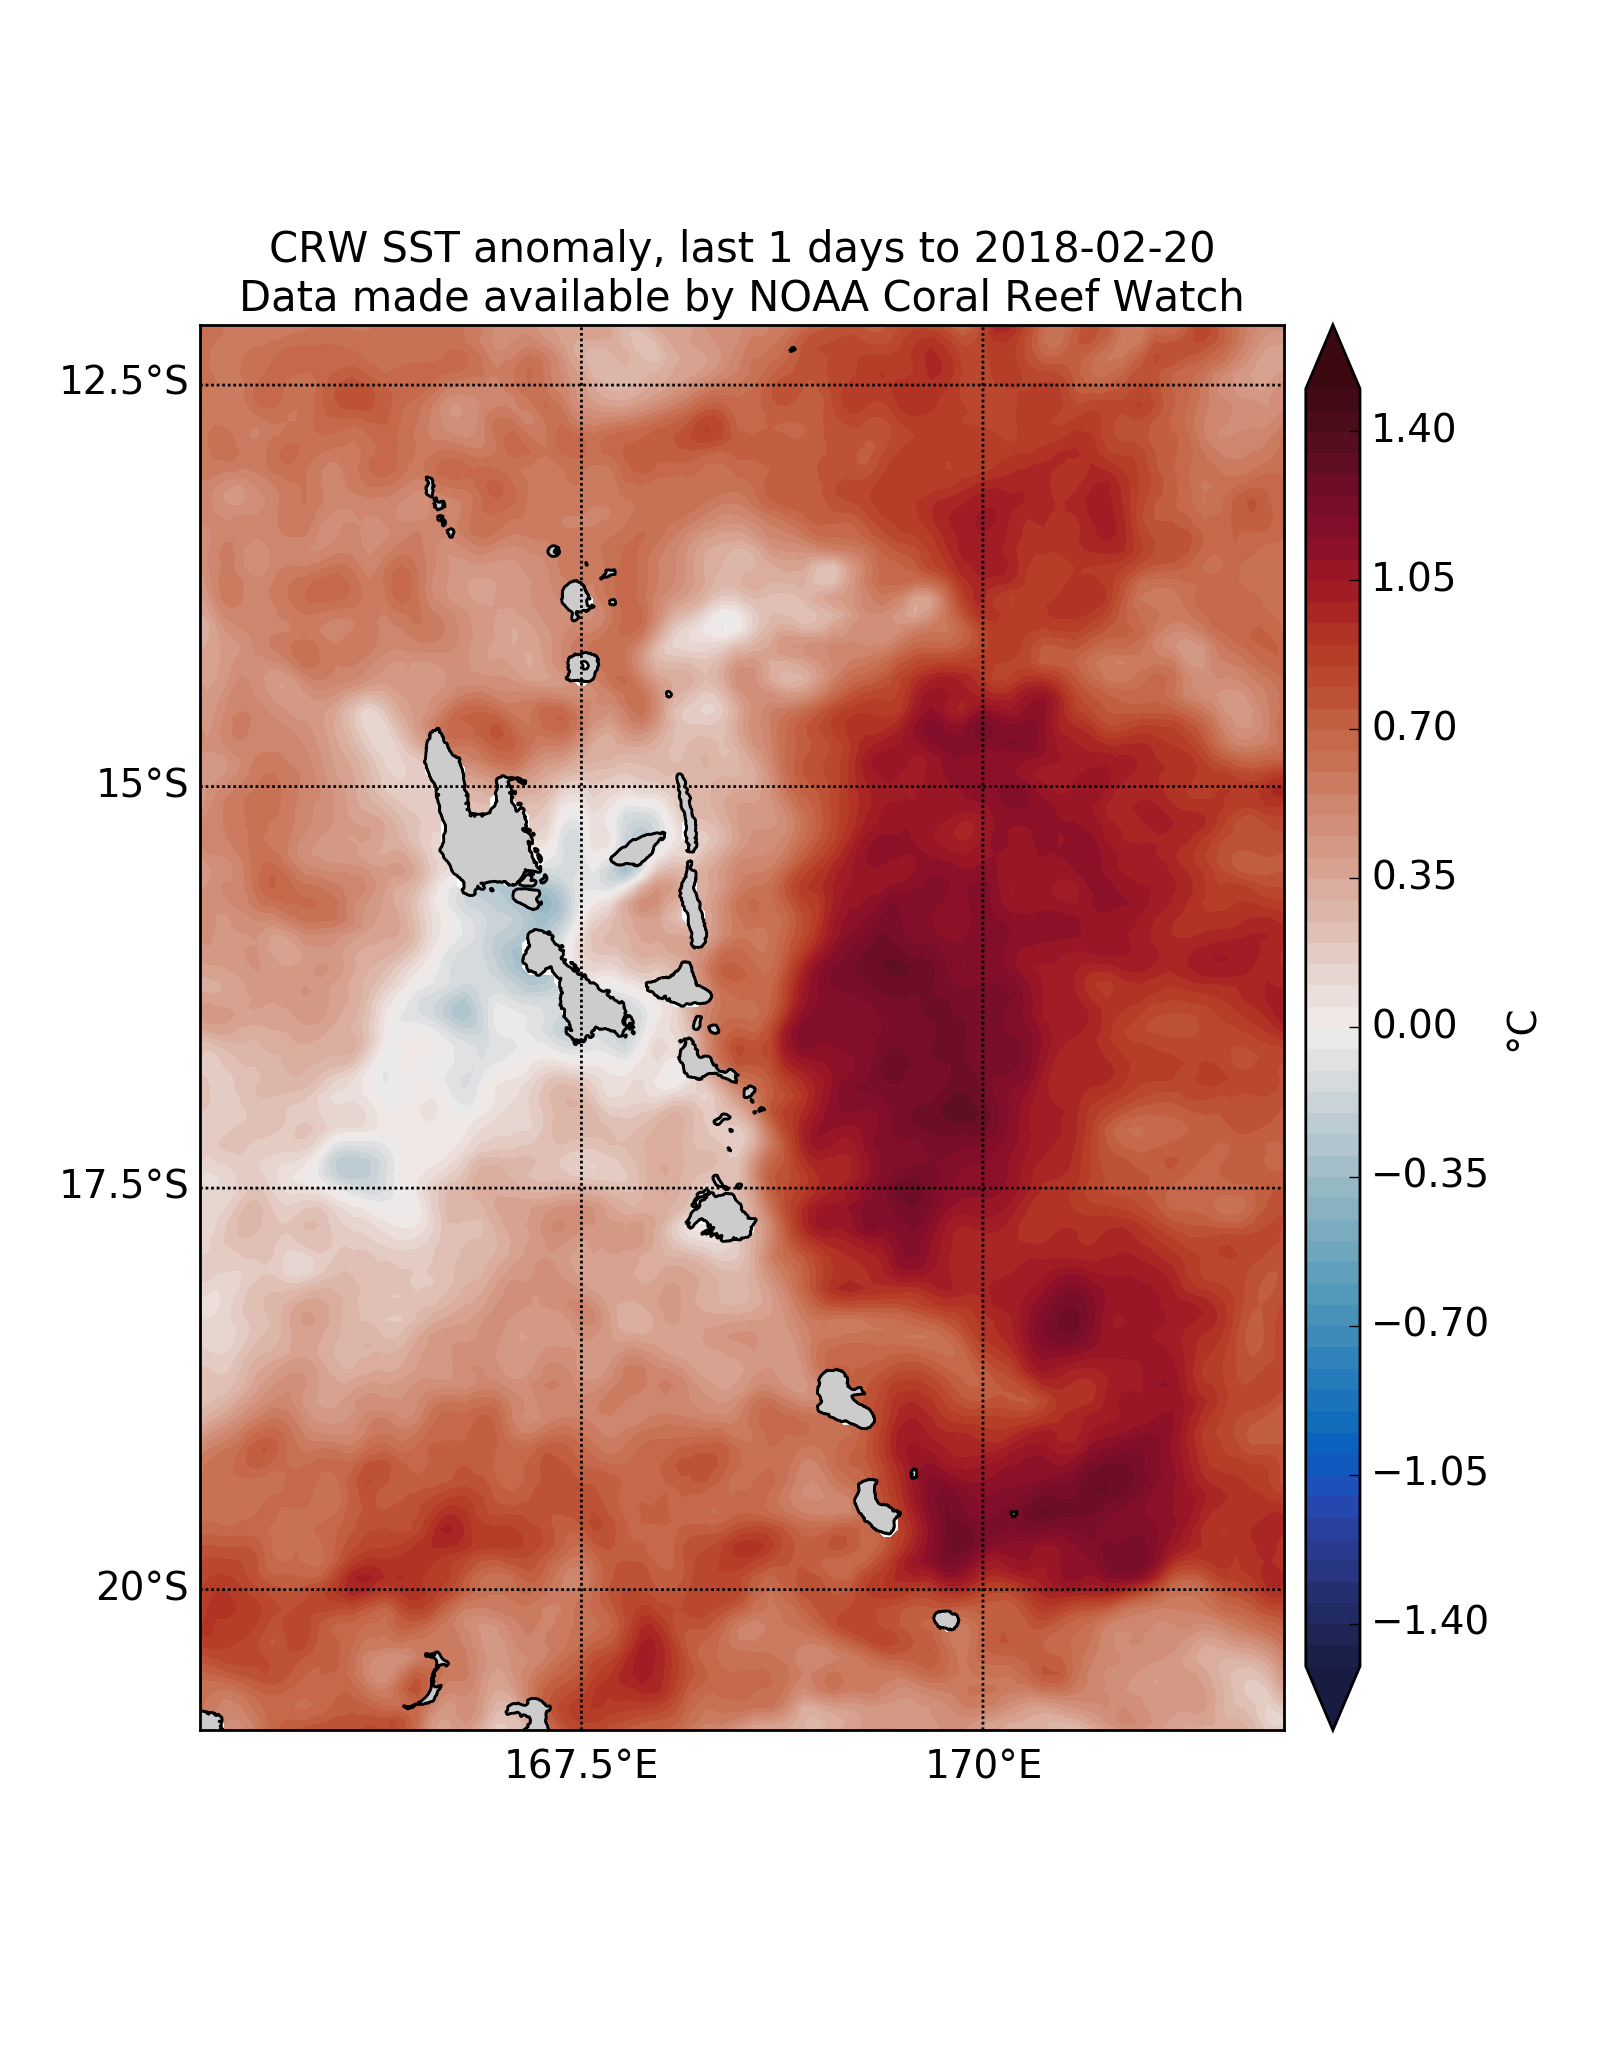 CRW SST anomaly, last 1 days to 2018-02-20
Data made available by NOAA Coral Reef Watch
12.5°S
15°S
17.5°S
20°S
167.5°E
170°E
1.40
1.05
0.70
0.35
0.00
−0.35
−0.70
−1.05
−1.40
°C